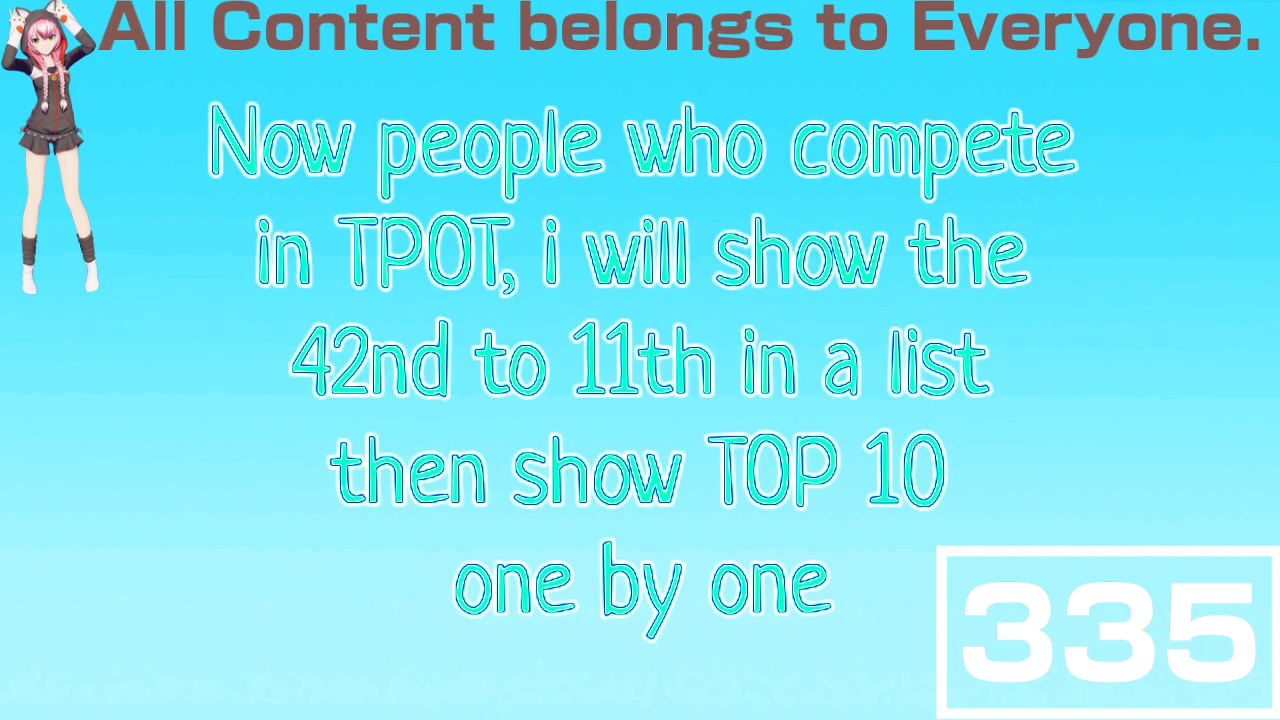 All Content belongs to Everyone.
Now people who compete
in TPOT, i will show the
42nd to 11th in a list
then show TOP 10
one by one
335